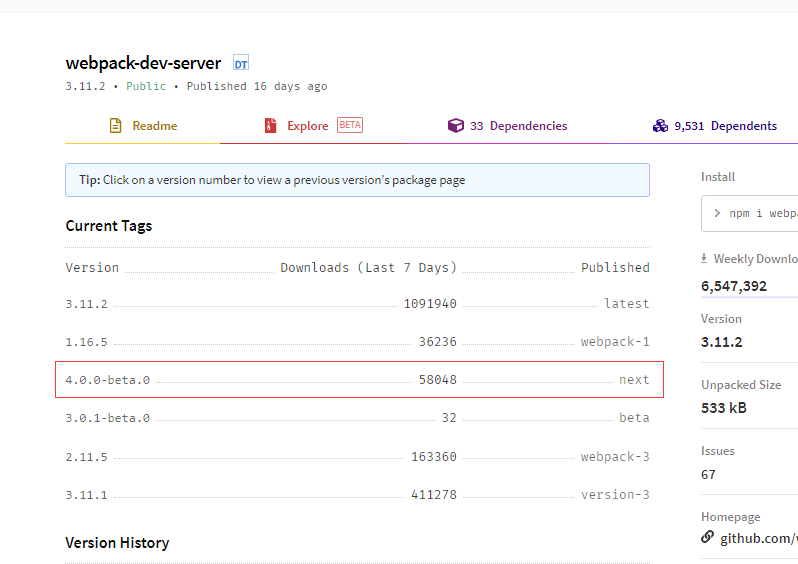 webpack-dev-server DT
3.11.2 • Public • Published 16 days ago
Readme
Explore BETA
33 Dependencies
9,531 Dependents
Tip: Click on a version number to view a previous version's package page
Current Tags
Version Downloads (Last 7 Days) Published
3.11.2 1091940 latest
1.16.5 36236 webpack-1
4.0.0-beta.0 58048 next
3.0.1-beta.0 32 beta
2.11.5 163360 webpack-3
3.11.1 411278 version-3
Version History
Install
> npm i webp
Weekly Downlo
6,547,392
Version
3.11.2
Unpacked Size
533 kB
Issues
67
Homepage
github.com/